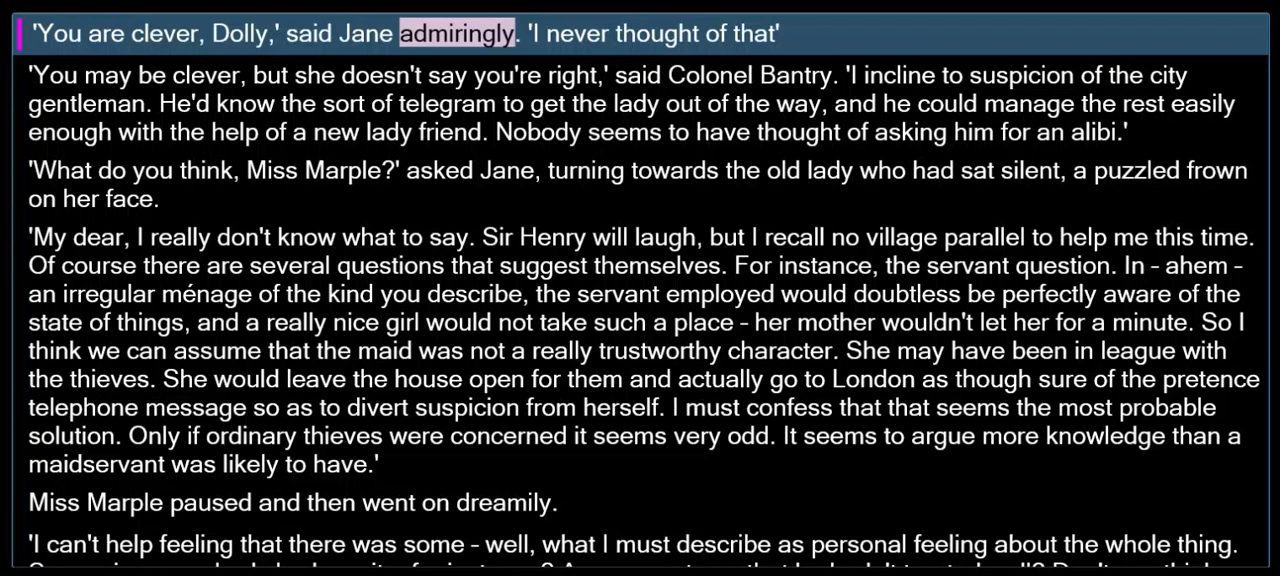 'You are clever, Dolly,' said Jane admiringly. 'I never thought of that'
'You may be clever, but she doesn't say you're right,' said Colonel Bantry. 'I incline to suspicion of the city
gentleman. He'd know the sort of telegram to get the lady out of the way, and he could manage the rest easily
enough with the help of a new lady friend. Nobody seems to have thought of asking him for an alibi.'
'What do you think, Miss Marple?' asked Jane, turning towards the old lady who had sat silent, a puzzled frown
on her face.
'My dear, I really don't know what to say. Sir Henry will laugh, but I recall no village parallel to help me this time.
Of course there are several questions that suggest themselves. For instance, the servant question. In - ahem -
an irregular ménage of the kind you describe, the servant employed would doubtless be perfectly aware of the
state of things, and a really nice girl would not take such a place - her mother wouldn't let her for a minute. So I
think we can assume that the maid was not a really trustworthy character. She may have been in league with
the thieves. She would leave the house open for them and actually go to London as though sure of the pretence
telephone message so as to divert suspicion from herself. I must confess that that seems the most probable
solution. Only if ordinary thieves were concerned it seems very odd. It seems to argue more knowledge than a
maidservant was likely to have.'
Miss Marple paused and then went on dreamily.
'I can't help feeling that there was some - well, what I must describe as personal feeling about the whole thing.